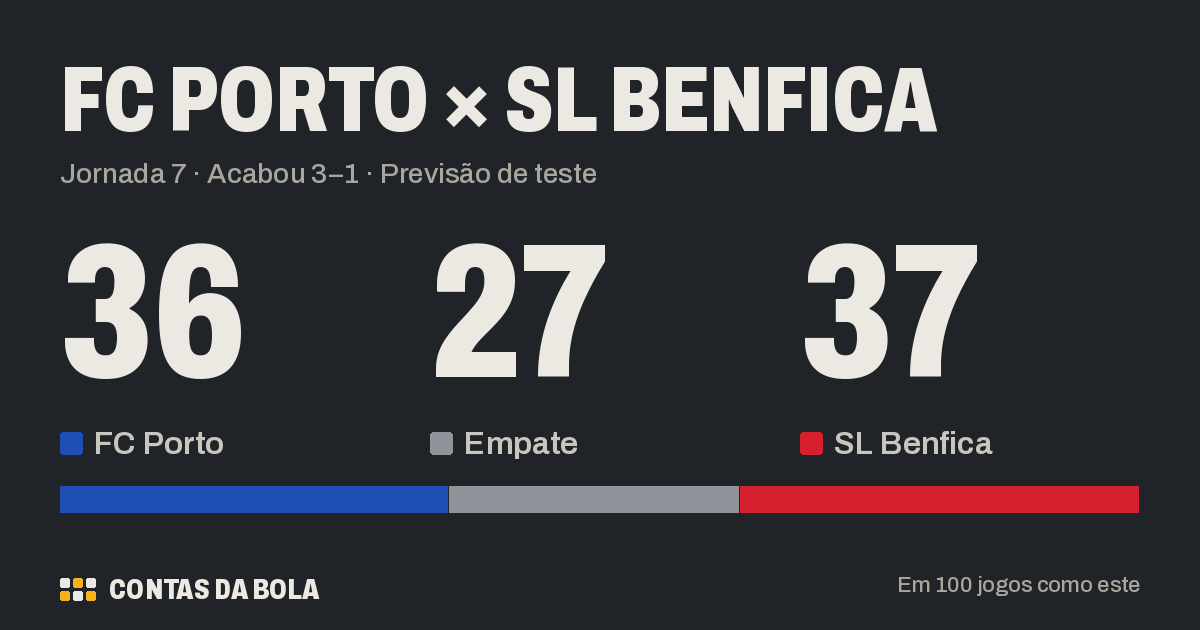 FC PORTO × SL BENFICA
Jornada 7 · Acabou 3–1 · Previsão de teste
36 27 37
FC Porto Empate SL Benfica
CONTAS DA BOLA
Em 100 jogos como este